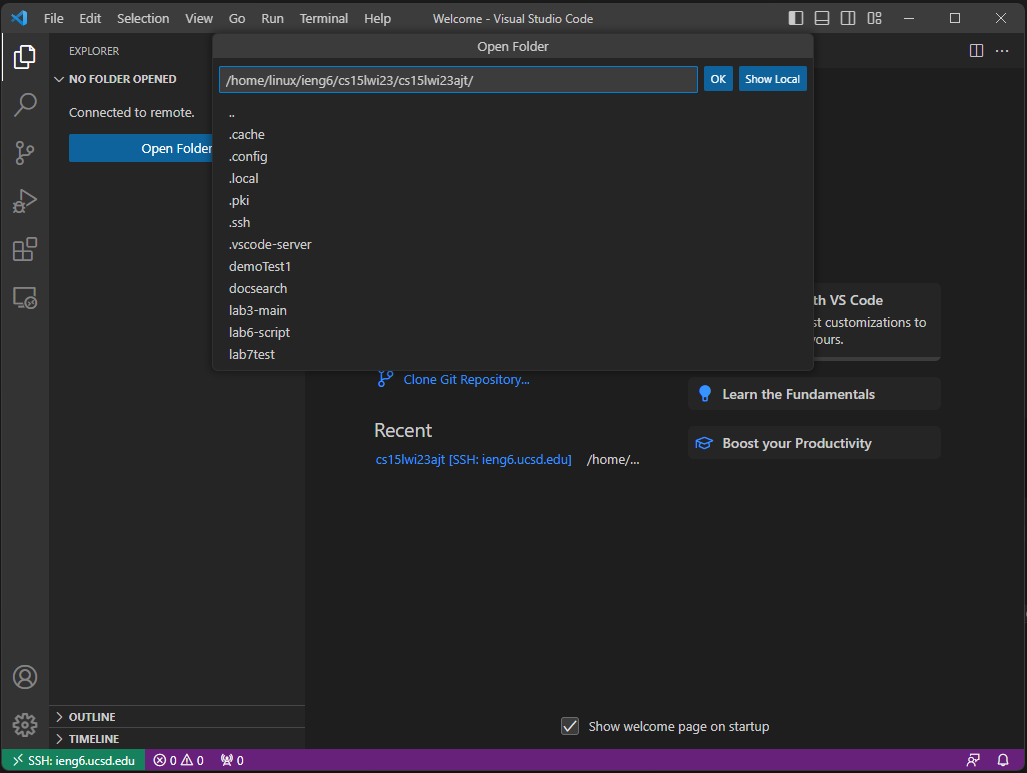 File Edit Selection View Go Run Terminal Help Welcome - Visual Studio Code
Open Folder
EXPLORER
/home/linux/ieng6/cs15lwi23/cs15lwi23ajt/ OK Show Local
NO FOLDER OPENED
Connected to remote.
Open Folder
..
.cache
.config
.local
.pki
.ssh
.vscode-server
demoTest1
docsearch
lab3-main
lab6-script
lab7test
th VS Code
st customizations to
yours.
Clone Git Repository...
Learn the Fundamentals
Recent
Boost your Productivity
cs15lwi23ajt [SSH: ieng6.ucsd.edu] /home/...
OUTLINE
Show welcome page on startup
TIMELINE
SSH: ieng6.ucsd.edu 0 0 0